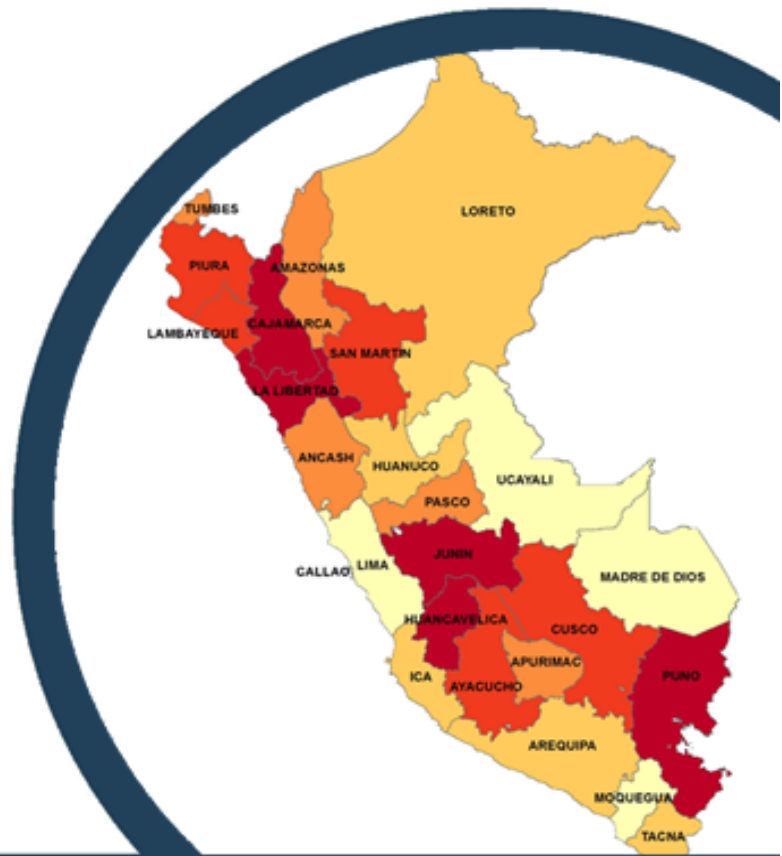 TUMBES
LORETO
PIURA
AMAZONAS
CAJAMARCA
LAMBAYEQUE
SAN MARTIN
LA LIBERTAD
ANCASH
HUANUCO
UCAYALI
PASCO
JUNIN
LIMA
CALLAO
MADRE DE DIOS
HUANCAVELICA
CUSCO
APURIMAC
ICA
PUNO
AYACUCHO
AREQUIPA
MOQUEGUA
TACNA